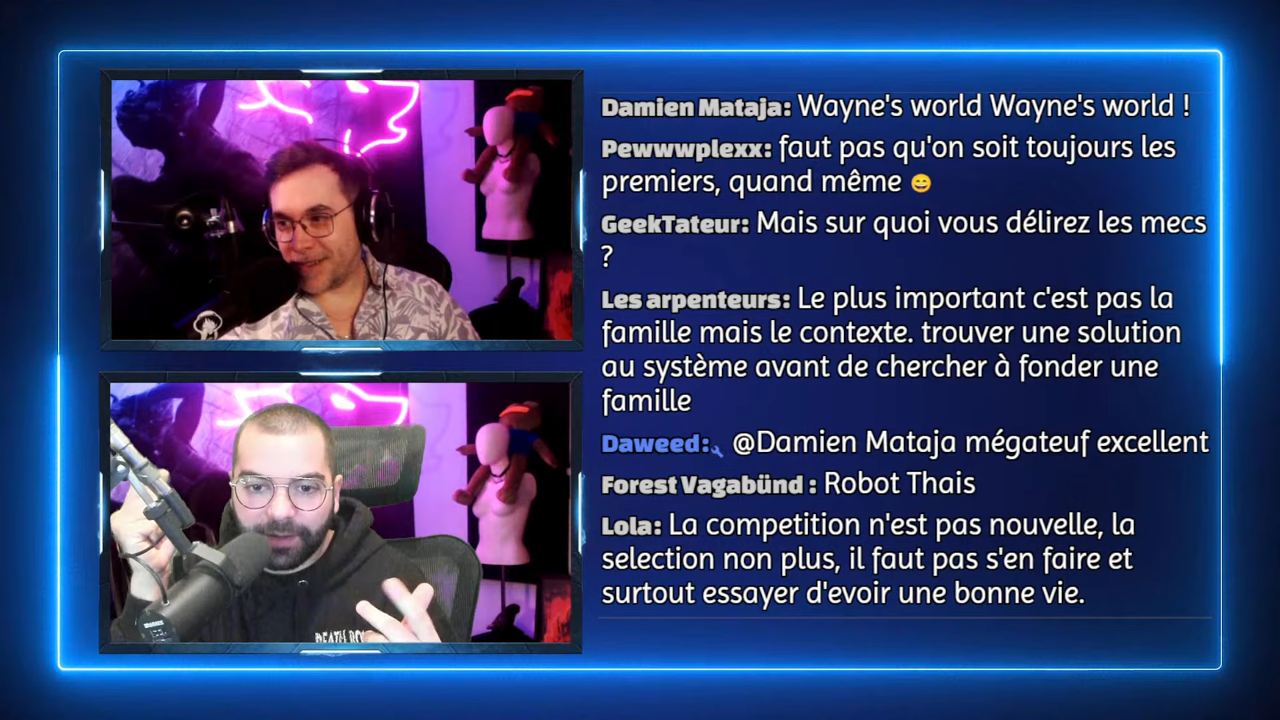 Damien Mataja: Wayne's world Wayne's world !
Pewwwplexx: faut pas qu'on soit toujours les
premiers, quand même 😄
GeekTateur: Mais sur quoi vous délirez les mecs
?
Les arpenteurs: Le plus important c'est pas la
famille mais le contexte. trouver une solution
au système avant de chercher à fonder une
famille
Daweed: @Damien Mataja mégateuf excellent
Forest Vagabünd : Robot Thais
Lola: La competition n'est pas nouvelle, la
selection non plus, il faut pas s'en faire et
surtout essayer d'evoir une bonne vie.
DEATH